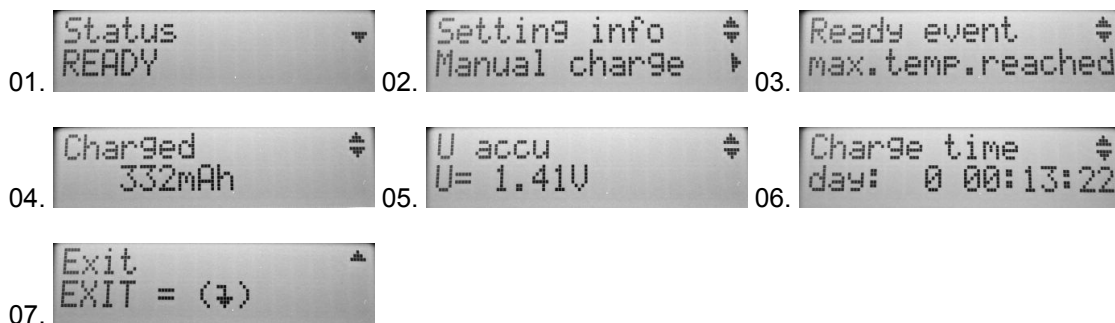 01. Status
READY
02. Setting info
Manual charge
03. Ready event
max.temp.reached
04. Charged
332mAh
05. U accu
U= 1.41V
06. Charge time
day: 0 00:13:22
07. Exit
EXIT = (↴)